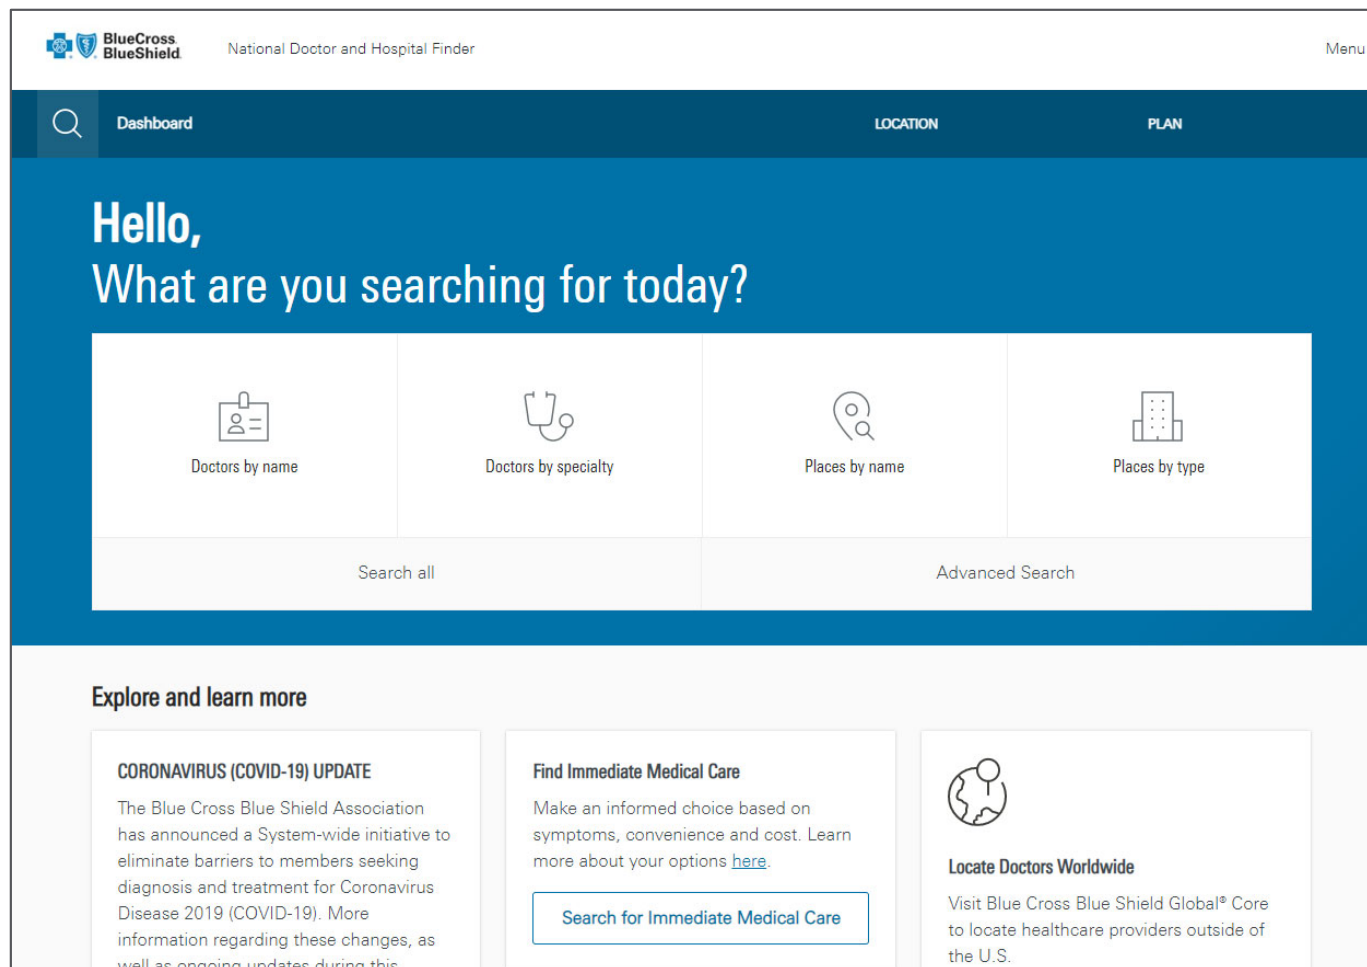 BlueCross
BlueShield
National Doctor and Hospital Finder
Menu
Dashboard
LOCATION
PLAN
Hello,
What are you searching for today?
Doctors by name
Doctors by specialty
Places by name
Places by type
Search all
Advanced Search
Explore and learn more
CORONAVIRUS (COVID-19) UPDATE
The Blue Cross Blue Shield Association
has announced a System-wide initiative to
eliminate barriers to members seeking
diagnosis and treatment for Coronavirus
Disease 2019 (COVID-19). More
information regarding these changes, as
well as ongoing updates during this
Find Immediate Medical Care
Make an informed choice based on
symptoms, convenience and cost. Learn
more about your options here.
Search for Immediate Medical Care
Locate Doctors Worldwide
Visit Blue Cross Blue Shield Global® Core
to locate healthcare providers outside of
the U.S.